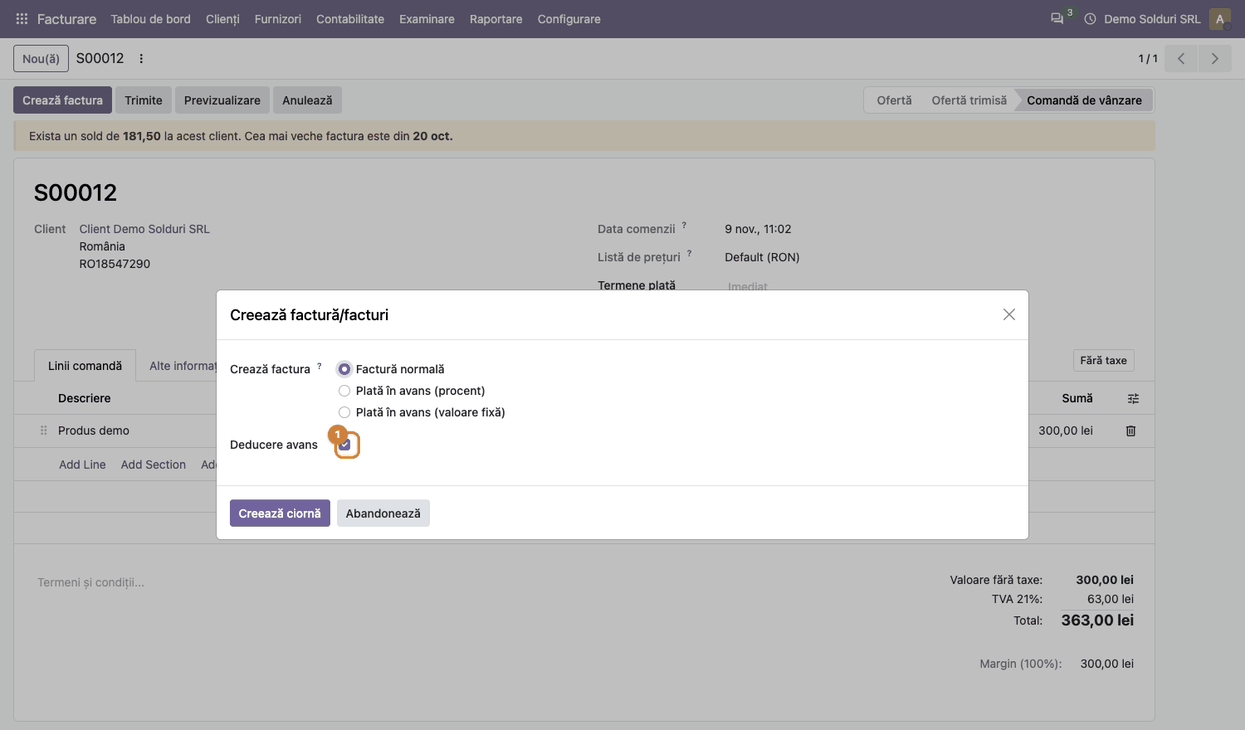 Facturare Tablou de bord Clienți Furnizori Contabilitate Examinare Raportare Configurare 3 Demo Solduri SRL A
Nou(ă) S00012 1 / 1
Crează factura Trimite Previzualizare Anulează Ofertă Ofertă trimisă Comandă de vânzare
Exista un sold de 181,50 la acest client. Cea mai veche factura este din 20 oct.
S00012
Client Client Demo Solduri SRL Data comenzii ? 9 nov., 11:02
România
RO18547290 Listă de prețuri ? Default (RON)
Termene plată Imediat
Creează factură/facturi
Linii comandă Alte informaț Fără taxe
Crează factura ? Factură normală
Plată în avans (procent)
Plată în avans (valoare fixă)
Descriere Sumă
Produs demo 300,00 lei
1
Deducere avans
Add Line Add Section Ad
Creează ciornă Abandonează
Termeni și condiții...
Valoare fără taxe: 300,00 lei
TVA 21%: 63,00 lei
Total: 363,00 lei
Margin (100%): 300,00 lei